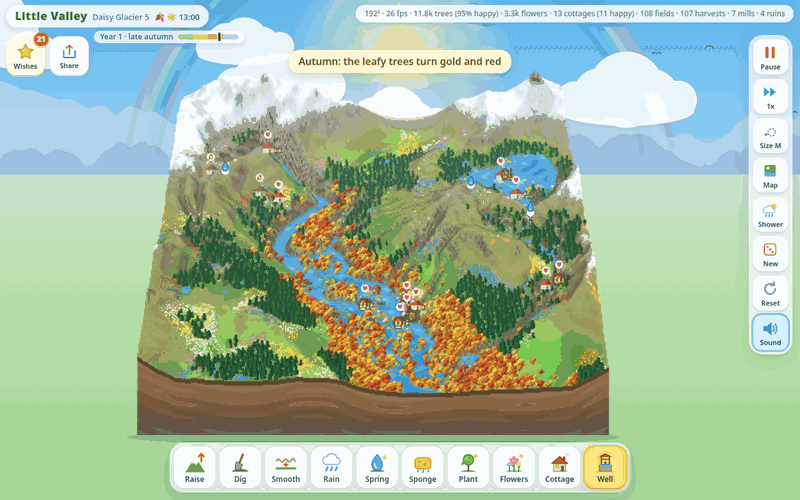 Little Valley Daisy Glacier 5 13:00
192² · 26 fps · 11.8k trees (95% happy) · 3.3k flowers · 13 cottages (11 happy) · 108 fields · 107 harvests · 7 mills · 4 ruins
Year 1 · late autumn
21
Wishes
Share
Autumn: the leafy trees turn gold and red
Pause
1x
Size M
Map
Shower
New
Reset
Sound
Raise
Dig
Smooth
Rain
Spring
Sponge
Plant
Flowers
Cottage
Well